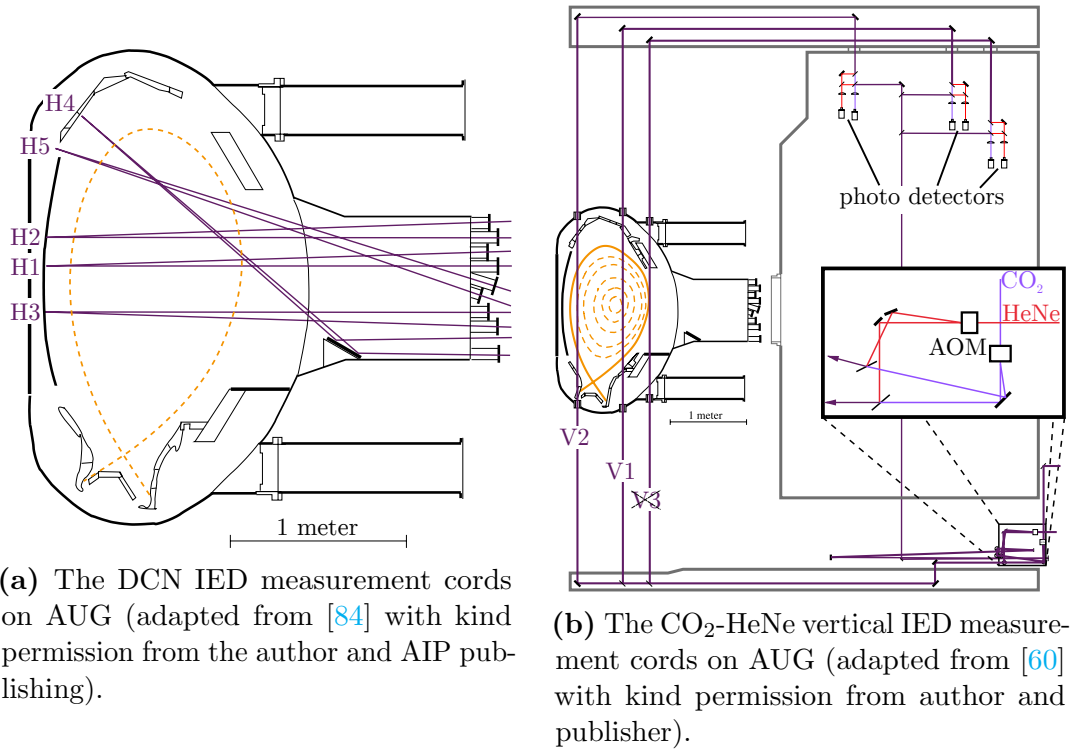 H4
H5
H2
H1
H3
1 meter
(a) The DCN IED measurement cords
on AUG (adapted from [84] with kind
permission from the author and AIP pub-
lishing).
photo detectors
CO₂
HeNe
AOM
1 meter
V2
V1
V3
(b) The CO₂-HeNe vertical IED measure-
ment cords on AUG (adapted from [60]
with kind permission from author and
publisher).